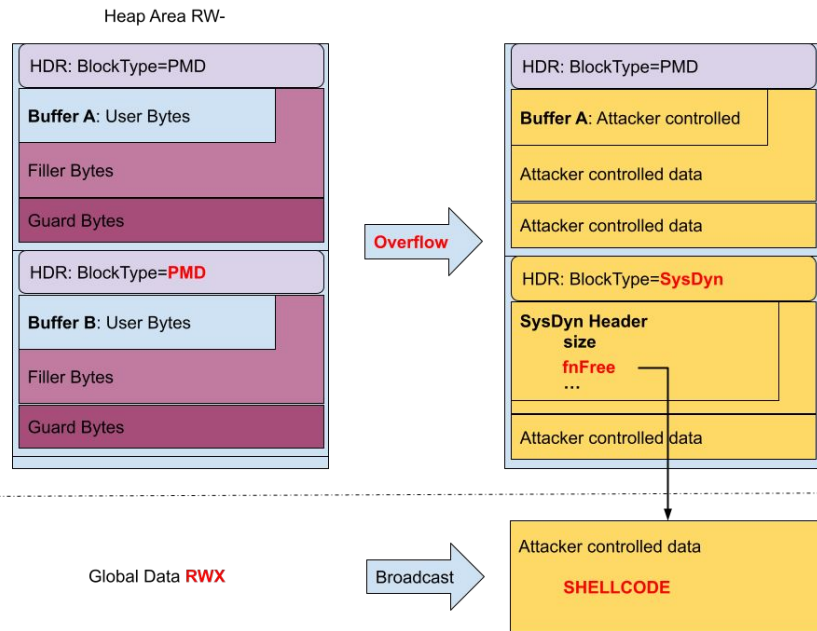 Heap Area RW-
HDR: BlockType=PMD
Buffer A: User Bytes
Filler Bytes
Guard Bytes
HDR: BlockType=PMD
Buffer B: User Bytes
Filler Bytes
Guard Bytes
Overflow
HDR: BlockType=PMD
Buffer A: Attacker controlled
Attacker controlled data
Attacker controlled data
HDR: BlockType=SysDyn
SysDyn Header
size
fnFree
...
Attacker controlled data
Global Data RWX
Broadcast
Attacker controlled data
SHELLCODE